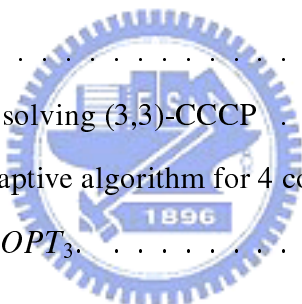 . . . . . . . . . . . .
solving (3,3)-CCCP .
aptive algorithm for 4 co
1896
OPT₃. . . . . . . . . .